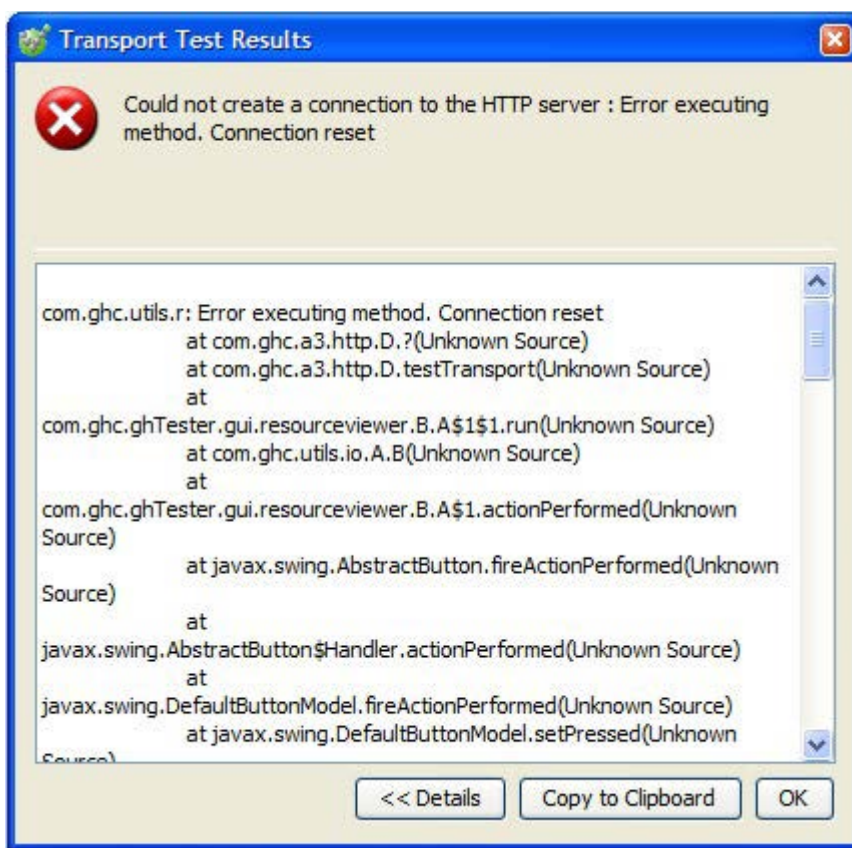 Transport Test Results
Could not create a connection to the HTTP server : Error executing
method. Connection reset
com.ghc.utils.r: Error executing method. Connection reset
at com.ghc.a3.http.D.?(Unknown Source)
at com.ghc.a3.http.D.testTransport(Unknown Source)
at
com.ghc.ghTester.gui.resourceviewer.B.A$1$1.run(Unknown Source)
at com.ghc.utils.io.A.B(Unknown Source)
at
com.ghc.ghTester.gui.resourceviewer.B.A$1.actionPerformed(Unknown
Source)
at javax.swing.AbstractButton.fireActionPerformed(Unknown
Source)
at
javax.swing.AbstractButton$Handler.actionPerformed(Unknown Source)
at
javax.swing.DefaultButtonModel.fireActionPerformed(Unknown Source)
at javax.swing.DefaultButtonModel.setPressed(Unknown
Source)
<< Details
Copy to Clipboard
OK